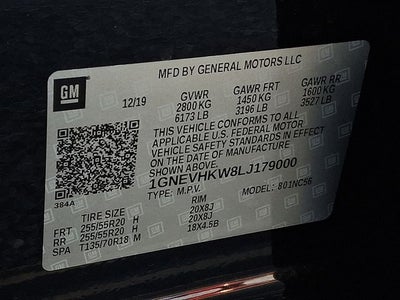 MFD BY GENERAL MOTORS LLC
GM
12/19 GVWR GAWR FRT GAWR RR
2800 KG 1450 KG 1600 KG
6173 LB 3196 LB 3527 LB
THIS VEHICLE CONFORMS TO ALL
APPLICABLE U.S. FEDERAL MOTOR
VEHICLE SAFETY STANDARDS IN EFFECT
ON THE DATE OF MANUFACTURE
SHOWN ABOVE.
1GNEVHKW8LJ179000
384A TYPE: M.P.V. MODEL: 801NC56
TIRE SIZE RIM
FRT 255/55R20 H 20X8J
RR 255/55R20 H 20X8J
SPA T135/70R18 M 18X4.5B